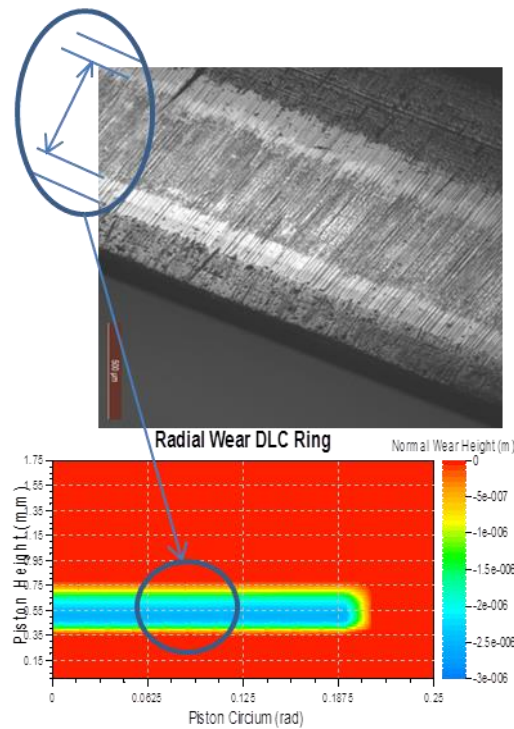 500 µm
Radial Wear DLC Ring
Normal Wear Height (m)
Piston Height (m m)
1.75
1.55
1.35
1.15
0.95
0.75
0.55
0.35
0.15
0
0.0625
0.125
0.1875
0.25
Piston Circium (rad)
0
-5e-007
-1e-006
-1.5e-006
-2e-006
-2.5e-006
-3e-006